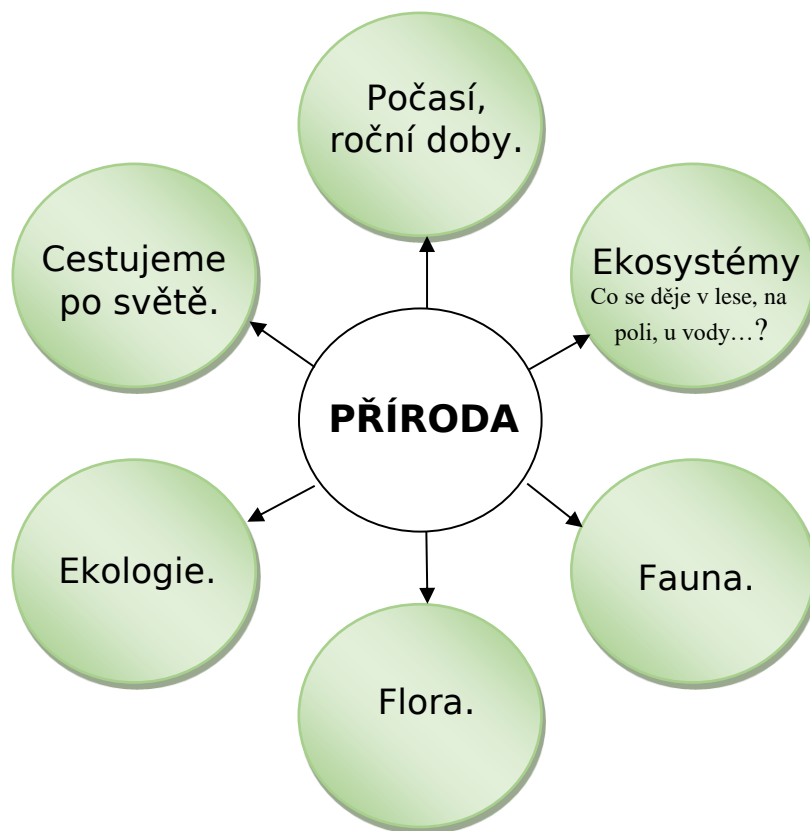 Počasí,
roční doby.
Cestujeme
po světě.
Ekosystémy
Co se děje v lese, na
poli, u vody…?
PŘÍRODA
Ekologie.
Fauna.
Flora.